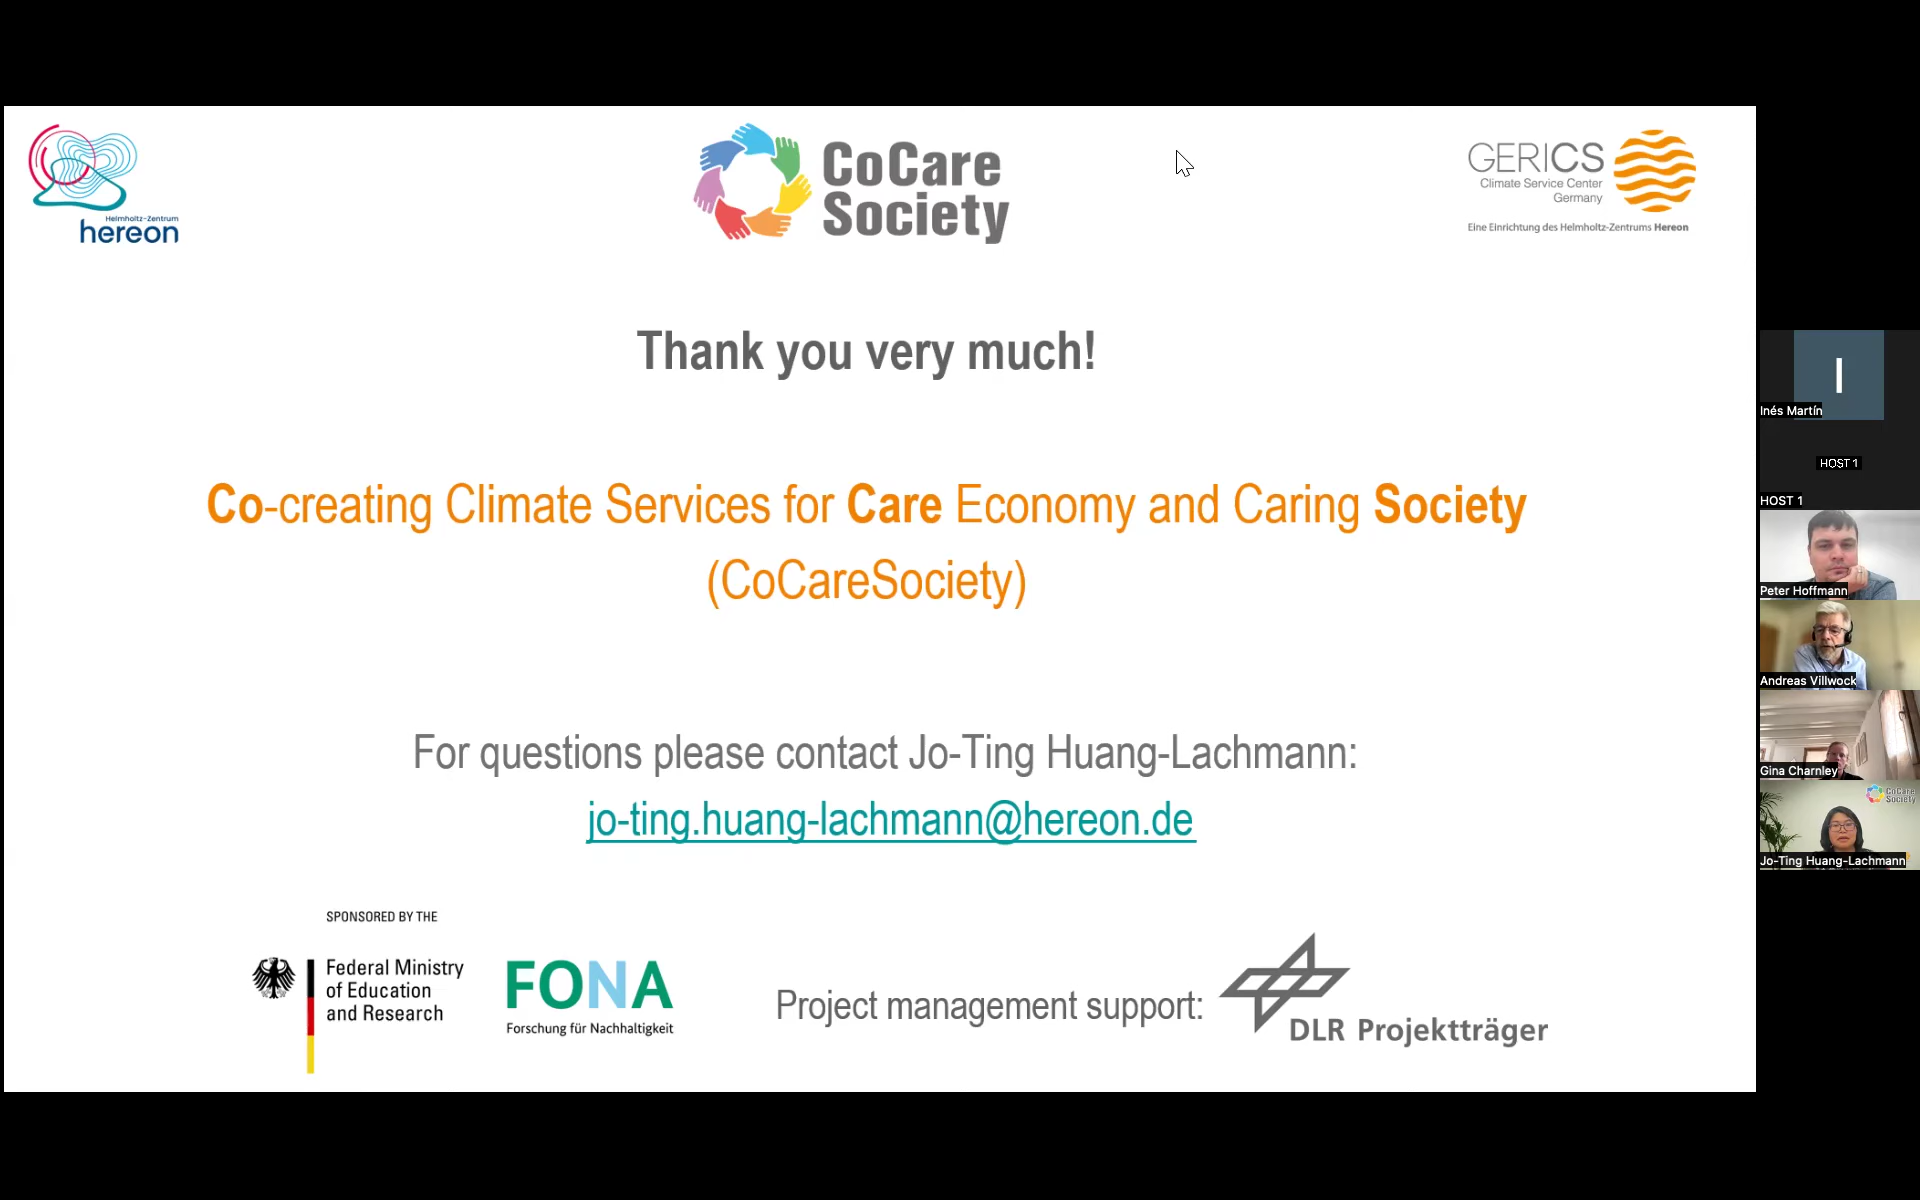 Helmholtz-Zentrum
hereon
CoCare
Society
GERICS
Climate Service Center
Germany
Eine Einrichtung des Helmholtz-Zentrums Hereon
Thank you very much!
Co-creating Climate Services for Care Economy and Caring Society
(CoCareSociety)
For questions please contact Jo-Ting Huang-Lachmann:
jo-ting.huang-lachmann@hereon.de
SPONSORED BY THE
Federal Ministry
of Education
and Research
FONA
Forschung für Nachhaltigkeit
Project management support:
DLR Projektträger
I
Inés Martín
HOST 1
HOST 1
Peter Hoffmann
Andreas Villwock
Gina Charnley
CoCare
Society
Jo-Ting Huang-Lachmann